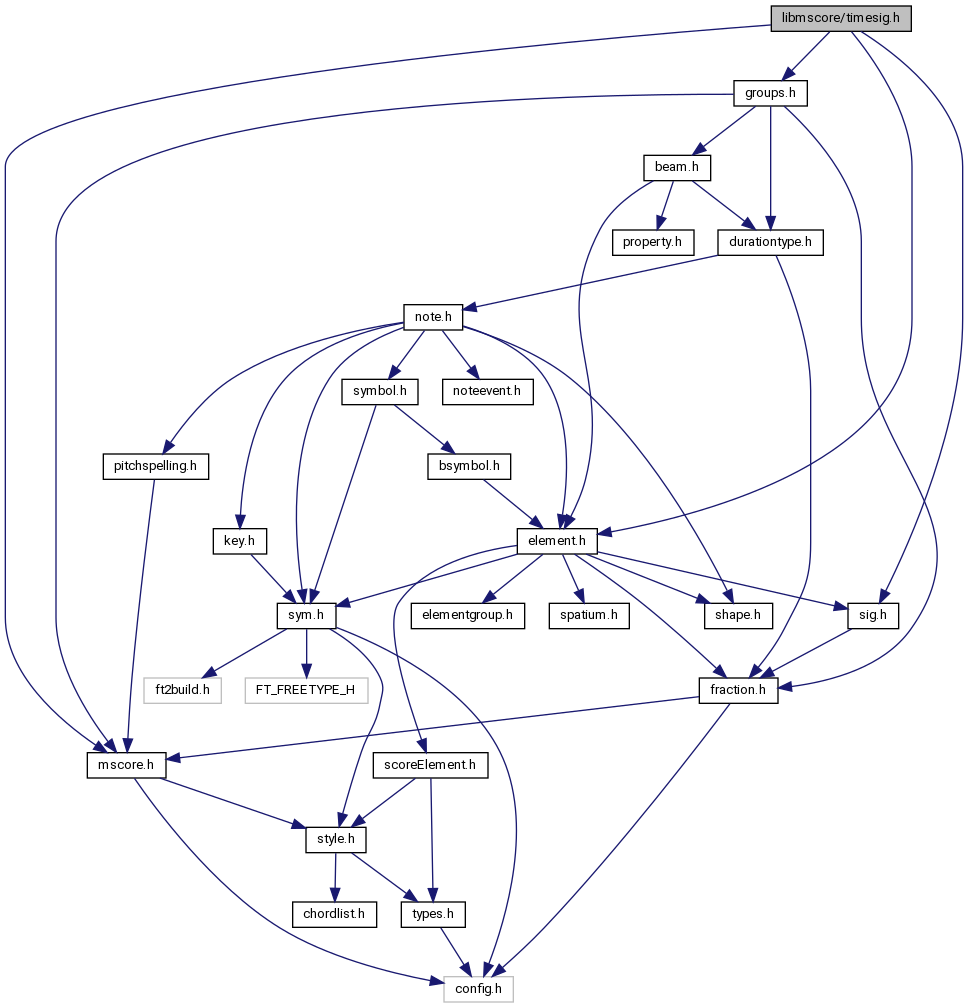 libmscore/timesig.h
groups.h
beam.h
property.h
durationtype.h
note.h
symbol.h
noteevent.h
pitchspelling.h
bsymbol.h
key.h
element.h
sym.h
elementgroup.h
spatium.h
shape.h
sig.h
ft2build.h
FT_FREETYPE_H
fraction.h
mscore.h
scoreElement.h
style.h
chordlist.h
types.h
config.h